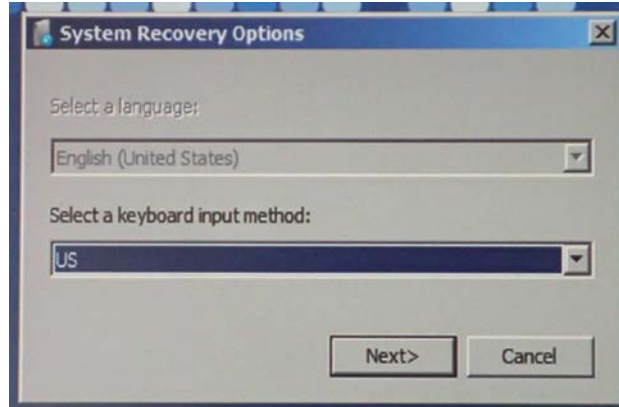 System Recovery Options
Select a language:
English (United States)
Select a keyboard input method:
US
Next>
Cancel